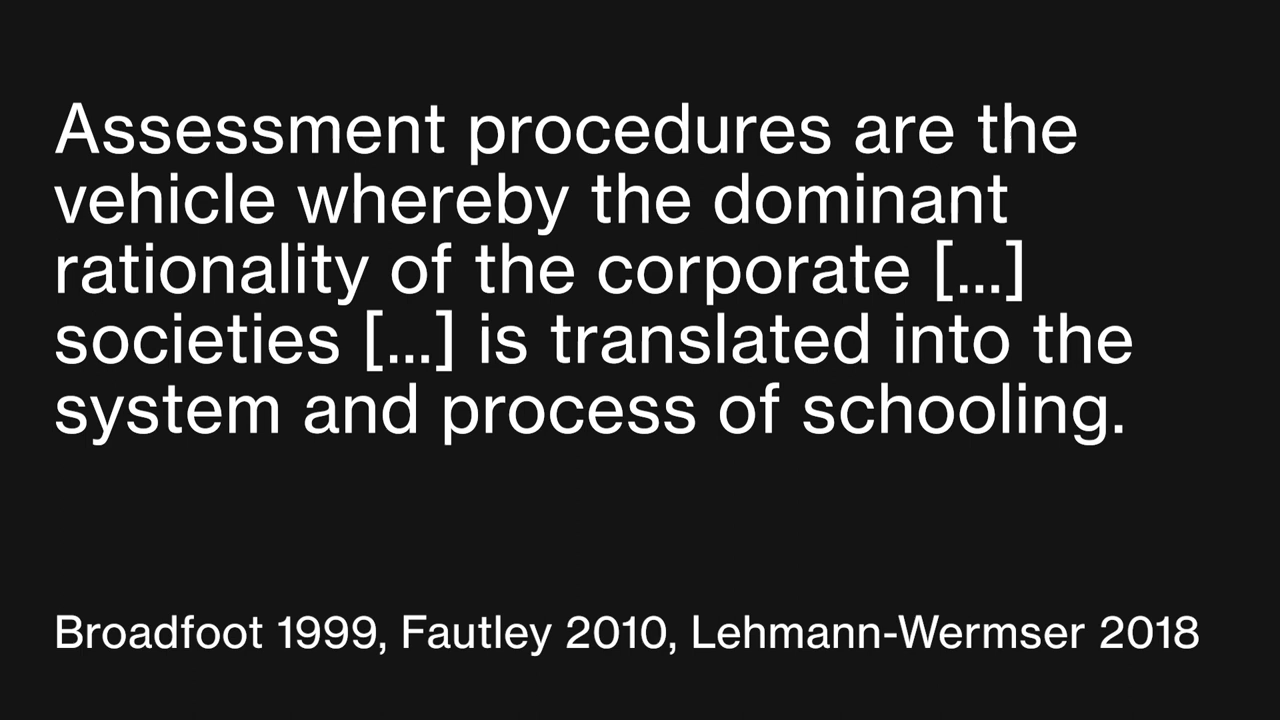 Assessment procedures are the
vehicle whereby the dominant
rationality of the corporate [...]
societies [...] is translated into the
system and process of schooling.
Broadfoot 1999, Fautley 2010, Lehmann-Wermser 2018